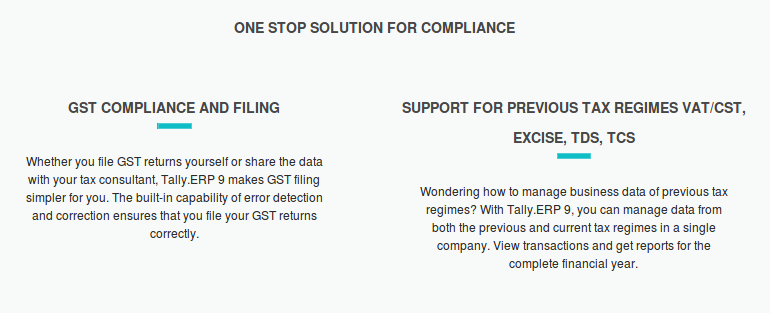 ONE STOP SOLUTION FOR COMPLIANCE
GST COMPLIANCE AND FILING
Whether you file GST returns yourself or share the data
with your tax consultant, Tally.ERP 9 makes GST filing
simpler for you. The built-in capability of error detection
and correction ensures that you file your GST returns
correctly.
SUPPORT FOR PREVIOUS TAX REGIMES VAT/CST,
EXCISE, TDS, TCS
Wondering how to manage business data of previous tax
regimes? With Tally.ERP 9, you can manage data from
both the previous and current tax regimes in a single
company. View transactions and get reports for the
complete financial year.